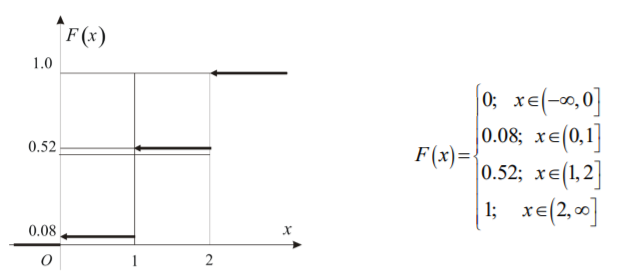 F(x)
1.0
0.52
0.08
x
O
1
2
F(x)=
0; x∈(−∞,0]
0.08; x∈(0,1]
0.52; x∈(1,2]
1; x∈(2,∞]